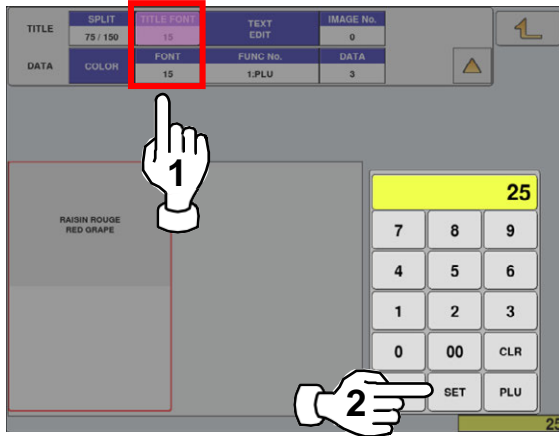 TITLE
SPLIT
75 / 150
TITLE FONT
15
TEXT
EDIT
IMAGE No.
0
DATA
COLOR
FONT
15
FUNC No.
1:PLU
DATA
3
1
RAISIN ROUGE
RED GRAPE
25
7 8 9
4 5 6
1 2 3
0 00 CLR
2 SET PLU
25